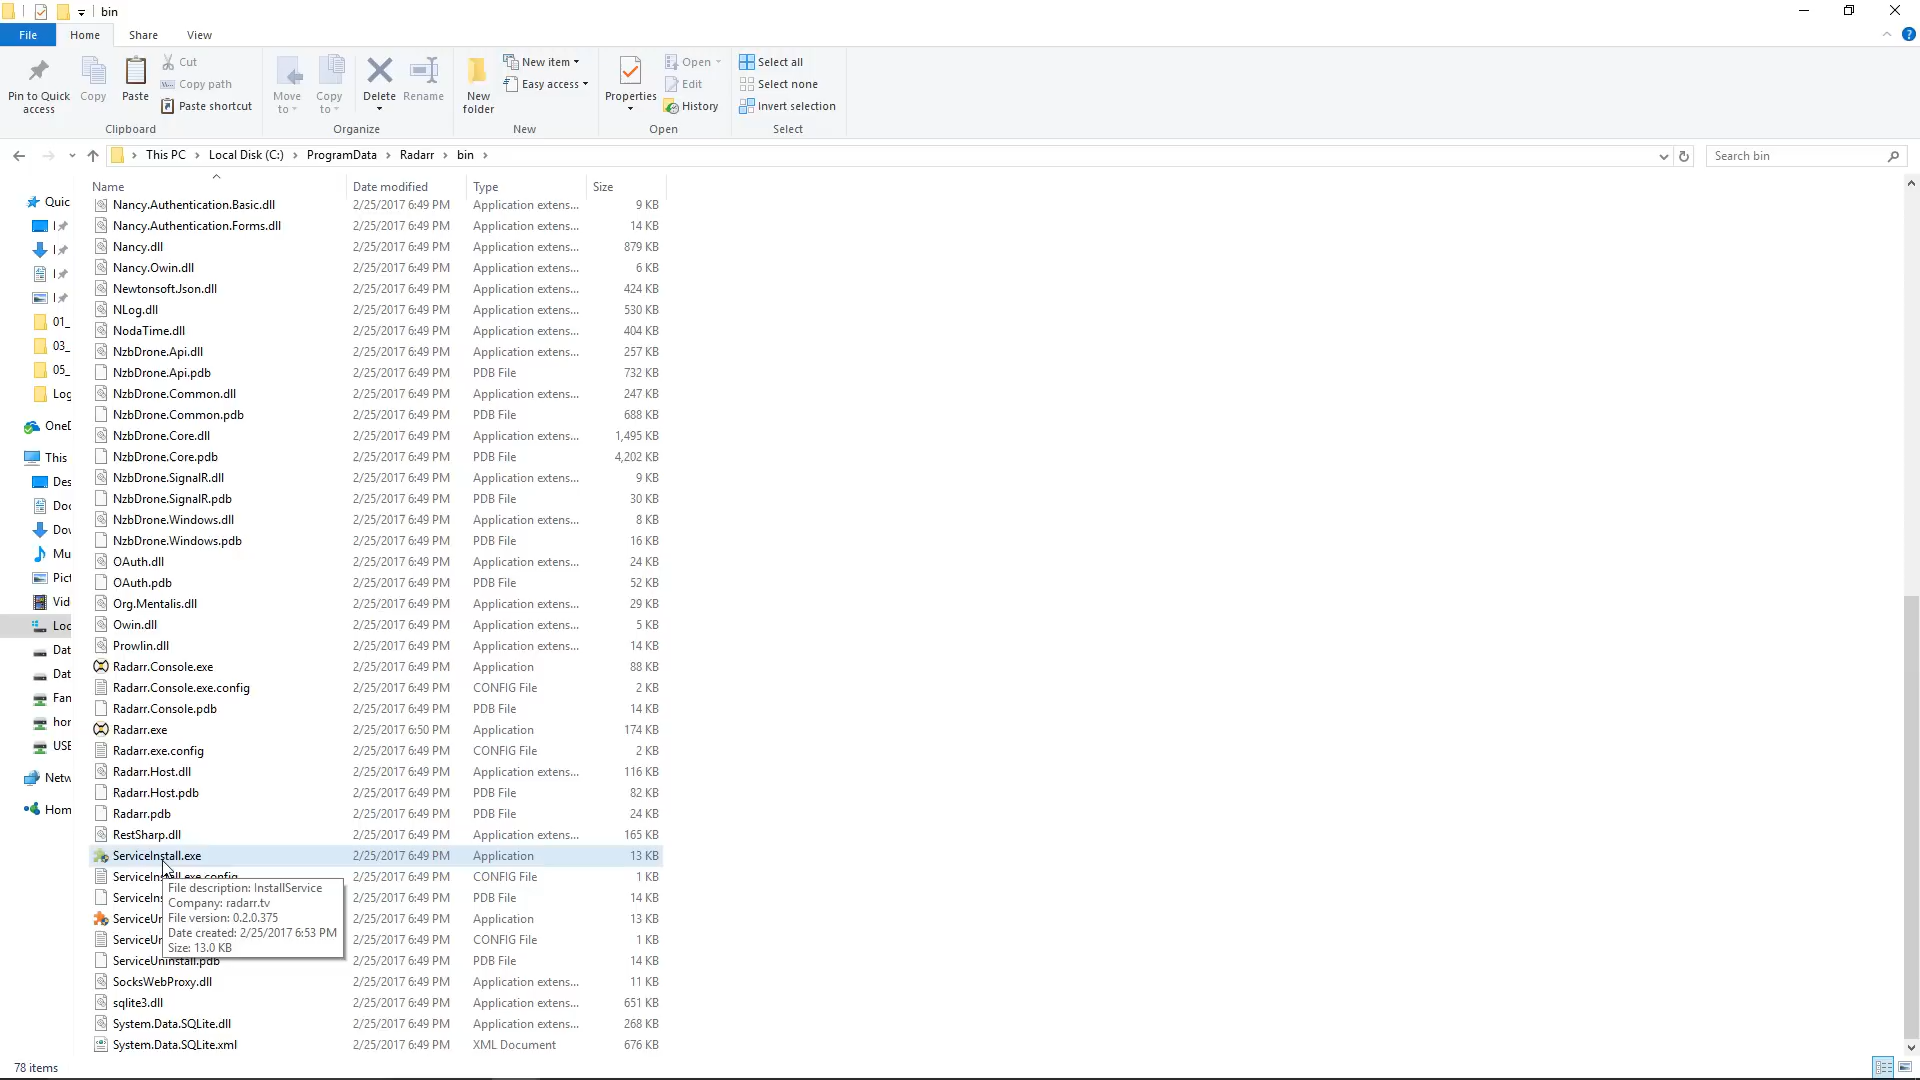 bin
File Home Share View
Pin to Quick access
Copy
Paste
Cut
Copy path
Paste shortcut
Clipboard
Move to
Copy to
Delete
Rename
Organize
New folder
New item
Easy access
New
Properties
Open
Edit
History
Open
Select all
Select none
Invert selection
Select
This PC Local Disk (C:) ProgramData Radarr bin
Search bin
Name Date modified Type Size
Quic
01_
03_
05_
Log
OneD
This
Des
Doc
Dov
Mu
Pict
Vid
Loc
Dat
Dat
Fan
hor
USE
Netw
Hom
Nancy.Authentication.Basic.dll 2/25/2017 6:49 PM Application extens... 9 KB
Nancy.Authentication.Forms.dll 2/25/2017 6:49 PM Application extens... 14 KB
Nancy.dll 2/25/2017 6:49 PM Application extens... 879 KB
Nancy.Owin.dll 2/25/2017 6:49 PM Application extens... 6 KB
Newtonsoft.Json.dll 2/25/2017 6:49 PM Application extens... 424 KB
NLog.dll 2/25/2017 6:49 PM Application extens... 530 KB
NodaTime.dll 2/25/2017 6:49 PM Application extens... 404 KB
NzbDrone.Api.dll 2/25/2017 6:49 PM Application extens... 257 KB
NzbDrone.Api.pdb 2/25/2017 6:49 PM PDB File 732 KB
NzbDrone.Common.dll 2/25/2017 6:49 PM Application extens... 247 KB
NzbDrone.Common.pdb 2/25/2017 6:49 PM PDB File 688 KB
NzbDrone.Core.dll 2/25/2017 6:49 PM Application extens... 1,495 KB
NzbDrone.Core.pdb 2/25/2017 6:49 PM PDB File 4,202 KB
NzbDrone.SignalR.dll 2/25/2017 6:49 PM Application extens... 9 KB
NzbDrone.SignalR.pdb 2/25/2017 6:49 PM PDB File 30 KB
NzbDrone.Windows.dll 2/25/2017 6:49 PM Application extens... 8 KB
NzbDrone.Windows.pdb 2/25/2017 6:49 PM PDB File 16 KB
OAuth.dll 2/25/2017 6:49 PM Application extens... 24 KB
OAuth.pdb 2/25/2017 6:49 PM PDB File 52 KB
Org.Mentalis.dll 2/25/2017 6:49 PM Application extens... 29 KB
Owin.dll 2/25/2017 6:49 PM Application extens... 5 KB
Prowlin.dll 2/25/2017 6:49 PM Application extens... 14 KB
Radarr.Console.exe 2/25/2017 6:49 PM Application 88 KB
Radarr.Console.exe.config 2/25/2017 6:49 PM CONFIG File 2 KB
Radarr.Console.pdb 2/25/2017 6:49 PM PDB File 14 KB
Radarr.exe 2/25/2017 6:50 PM Application 174 KB
Radarr.exe.config 2/25/2017 6:49 PM CONFIG File 2 KB
Radarr.Host.dll 2/25/2017 6:49 PM Application extens... 116 KB
Radarr.Host.pdb 2/25/2017 6:49 PM PDB File 82 KB
Radarr.pdb 2/25/2017 6:49 PM PDB File 24 KB
RestSharp.dll 2/25/2017 6:49 PM Application extens... 165 KB
ServiceInstall.exe 2/25/2017 6:49 PM Application 13 KB
ServiceInstall.exe.config 2/25/2017 6:49 PM CONFIG File 1 KB
ServiceIns 2/25/2017 6:49 PM PDB File 14 KB
ServiceUn 2/25/2017 6:49 PM Application 13 KB
ServiceUn 2/25/2017 6:49 PM CONFIG File 1 KB
ServiceUninstall.pdb 2/25/2017 6:49 PM PDB File 14 KB
SocksWebProxy.dll 2/25/2017 6:49 PM Application extens... 11 KB
sqlite3.dll 2/25/2017 6:49 PM Application extens... 651 KB
System.Data.SQLite.dll 2/25/2017 6:49 PM Application extens... 268 KB
System.Data.SQLite.xml 2/25/2017 6:49 PM XML Document 676 KB
File description: InstallService
Company: radarr.tv
File version: 0.2.0.375
Date created: 2/25/2017 6:53 PM
Size: 13.0 KB
78 items